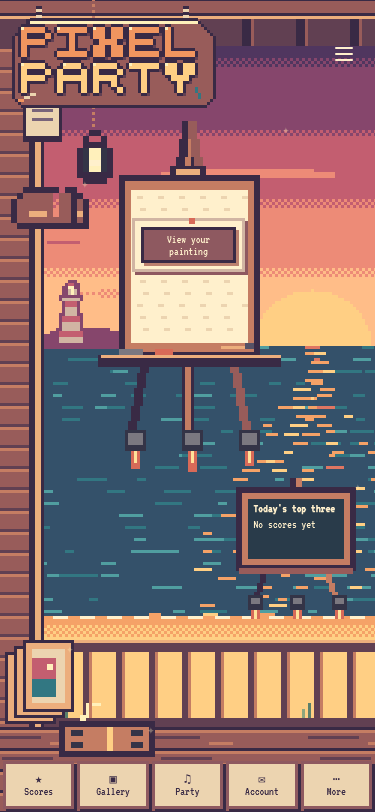 PIXEL
PARTY
View your
painting
Today's top three
No scores yet
Scores
Gallery
Party
Account
More